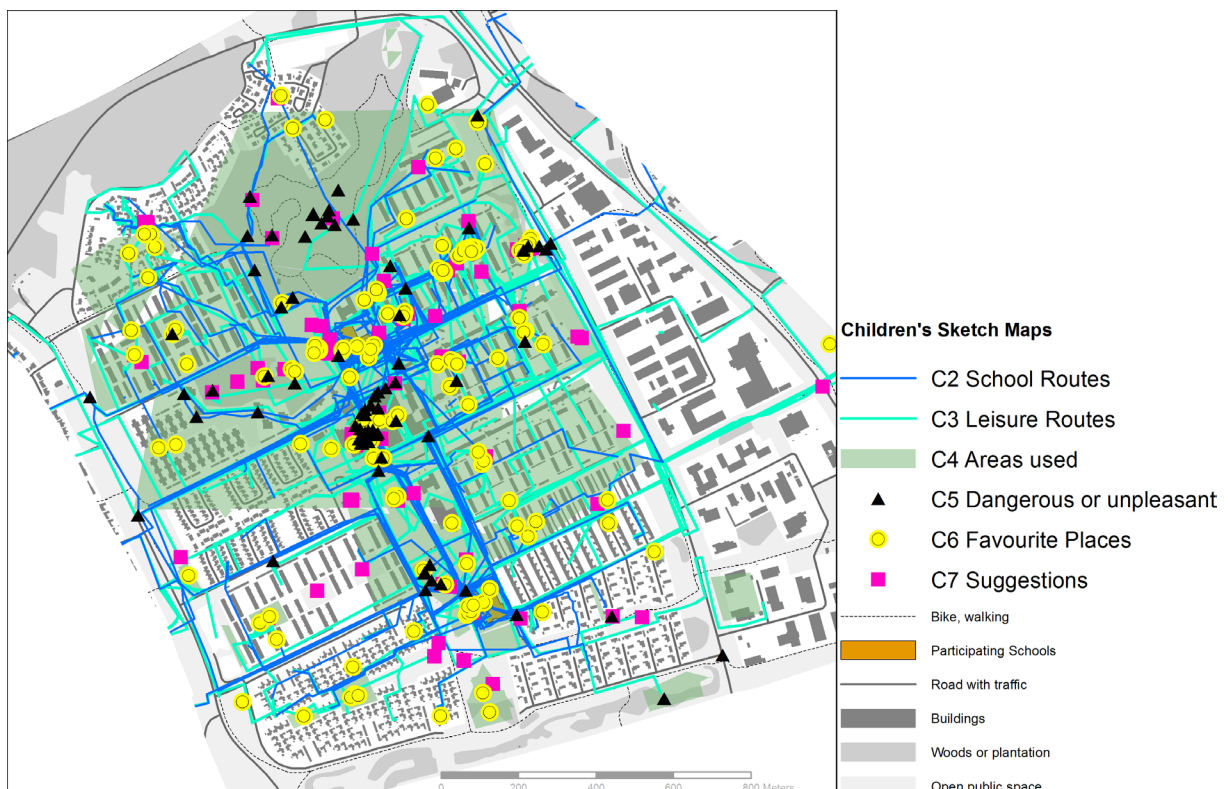 Children's Sketch Maps
C2 School Routes
C3 Leisure Routes
C4 Areas used
C5 Dangerous or unpleasant
C6 Favourite Places
C7 Suggestions
Bike, walking
Participating Schools
Road with traffic
Buildings
Woods or plantation
Open public space
0 200 400 600 800 Meters